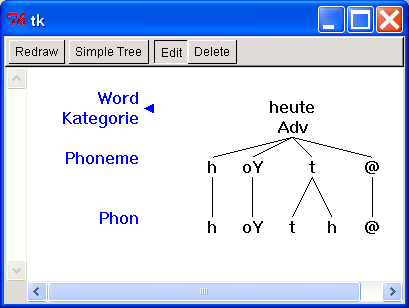 tk
Redraw Simple Tree Edit Delete
Word heute
Kategorie Adv
Phoneme h oY t @
Phon h oY t h @